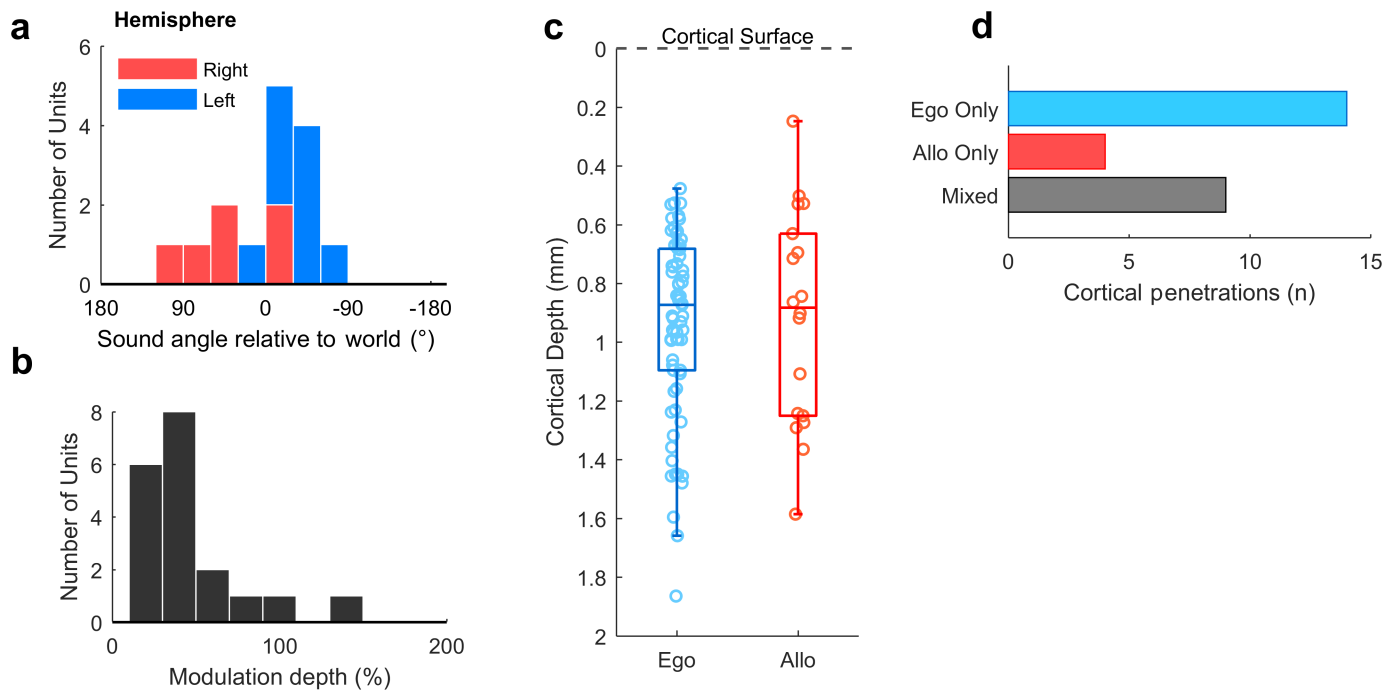 a
Hemisphere
Right
Left
6
4
2
0
Number of Units
180 90 0 -90 -180
Sound angle relative to world (°)
b
8
6
4
2
0
Number of Units
0 100 200
Modulation depth (%)
c
Cortical Surface
0
0.2
0.4
0.6
0.8
1
1.2
1.4
1.6
1.8
2
Cortical Depth (mm)
Ego Allo
d
Ego Only
Allo Only
Mixed
0 5 10 15
Cortical penetrations (n)